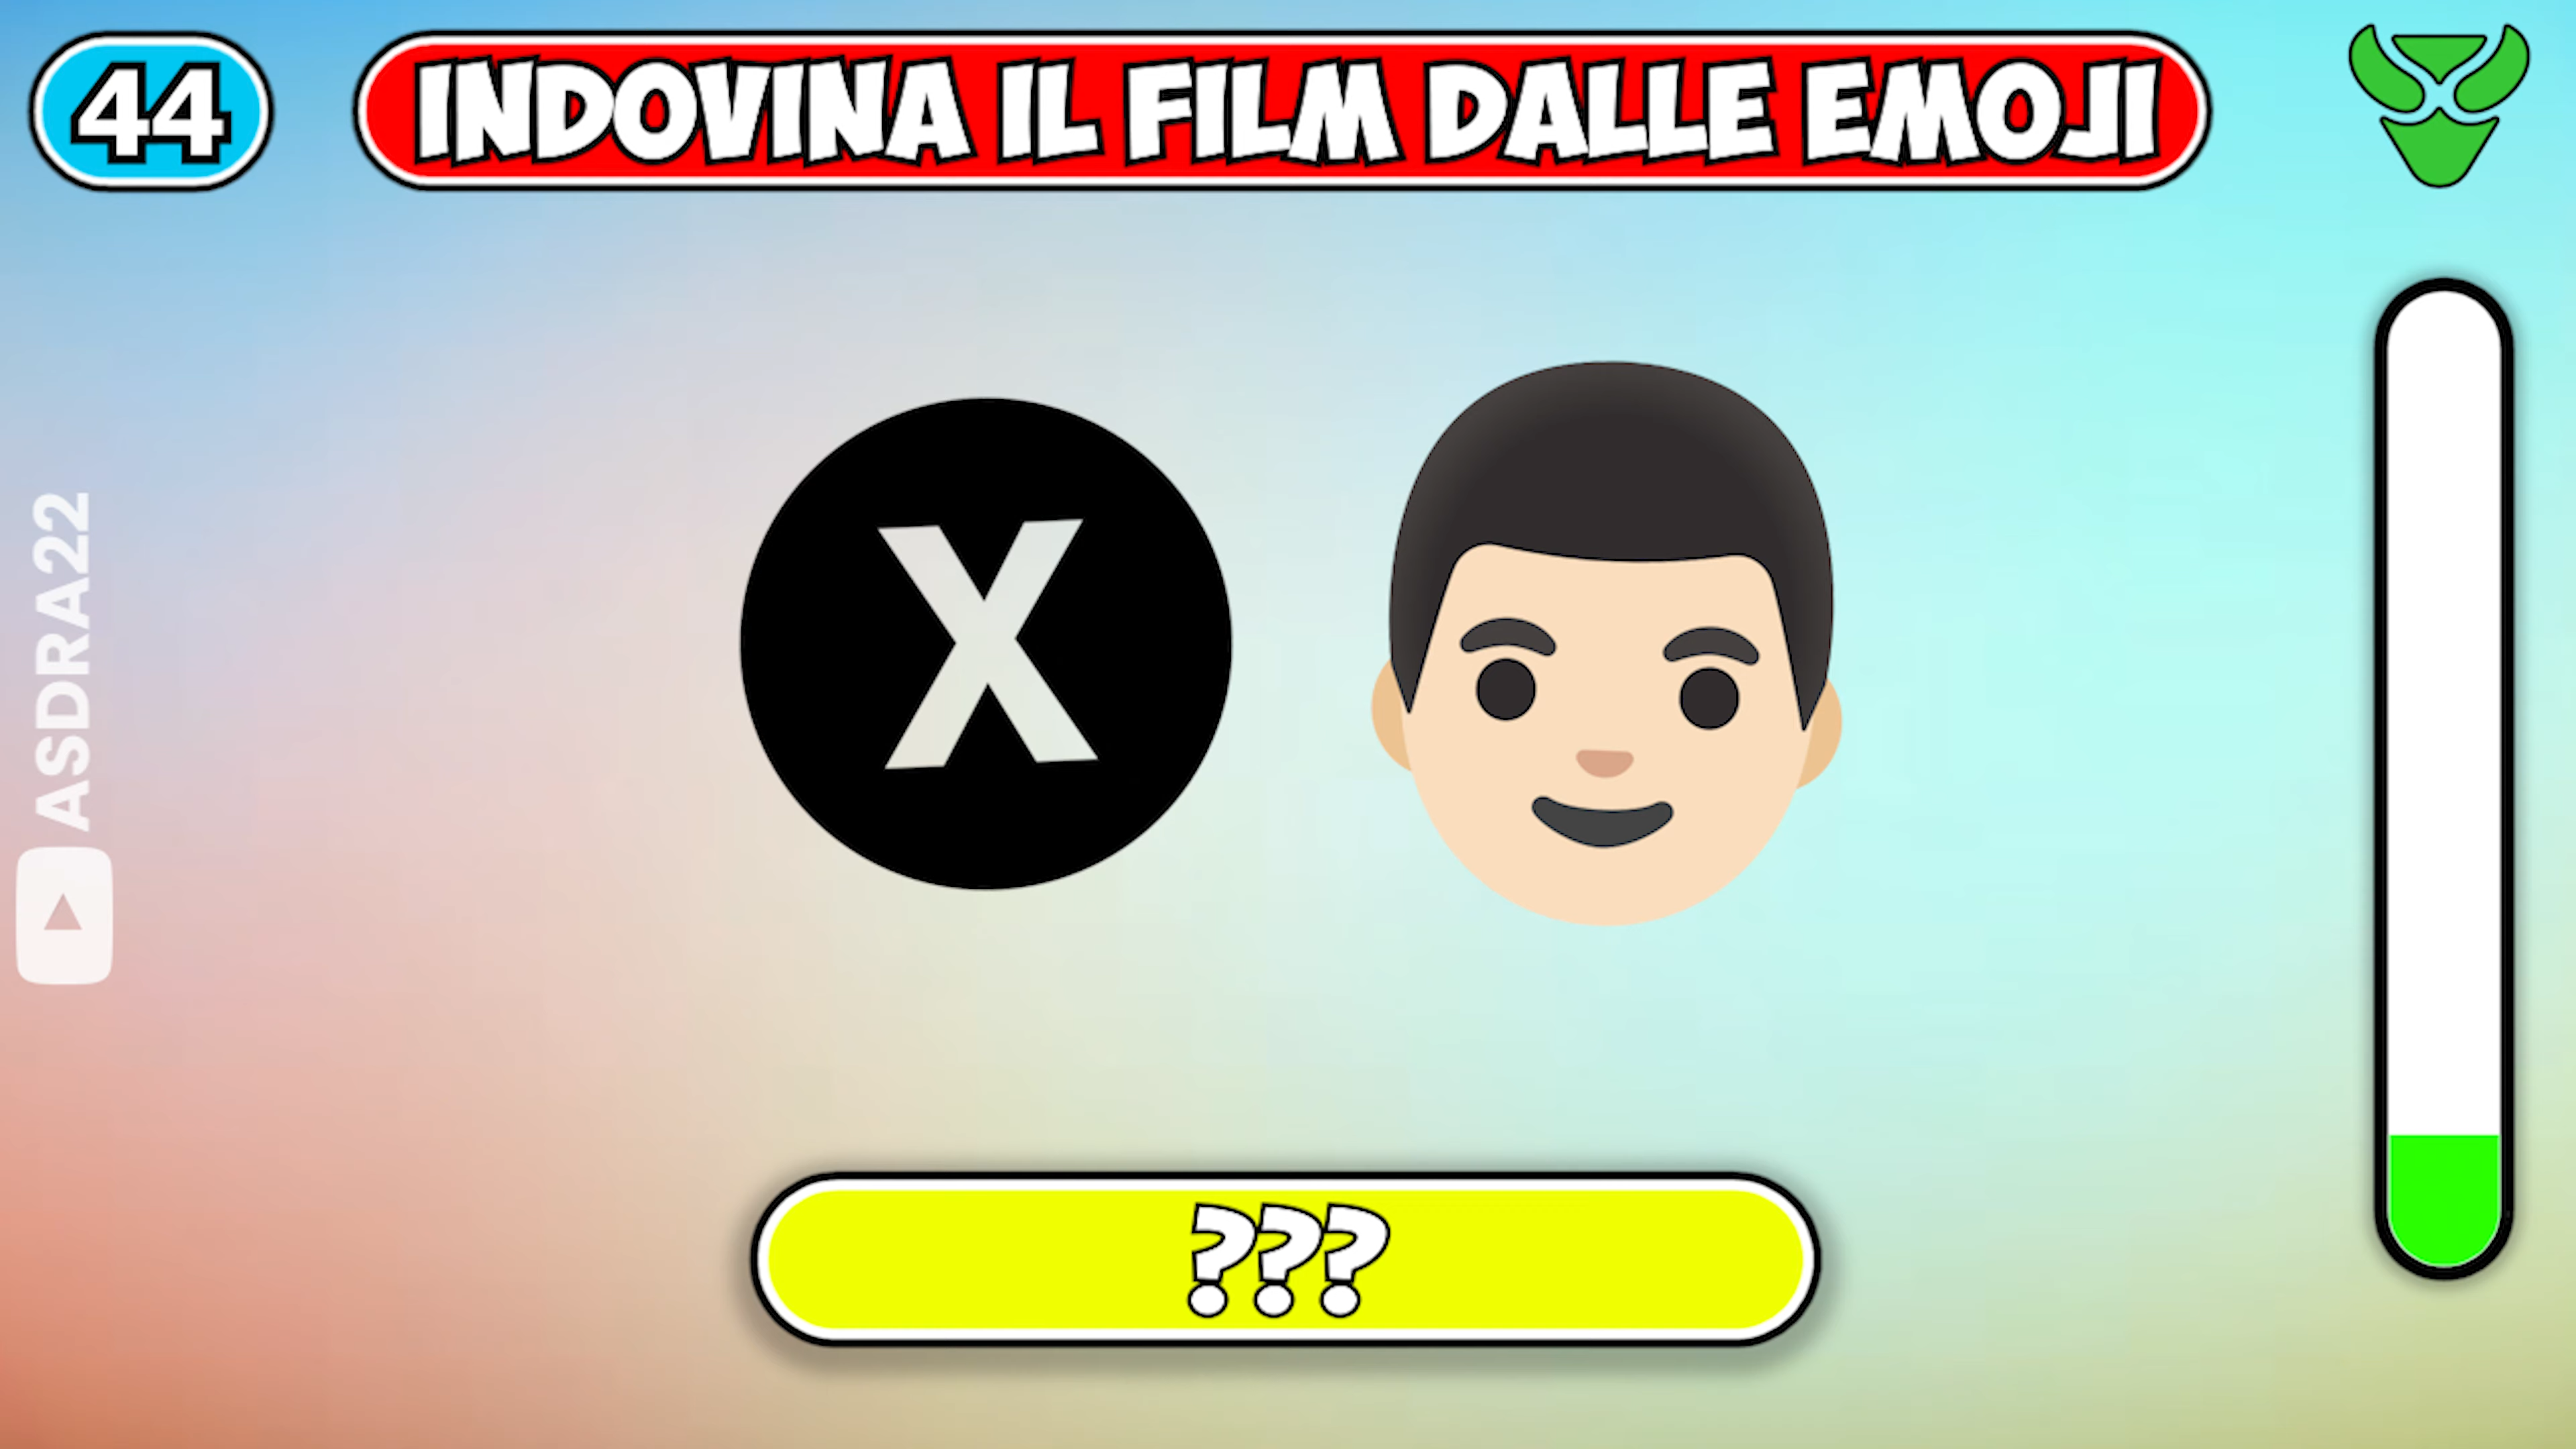 44
INDOVINA IL FILM DALLE EMOJI
X
ASDRA22
???